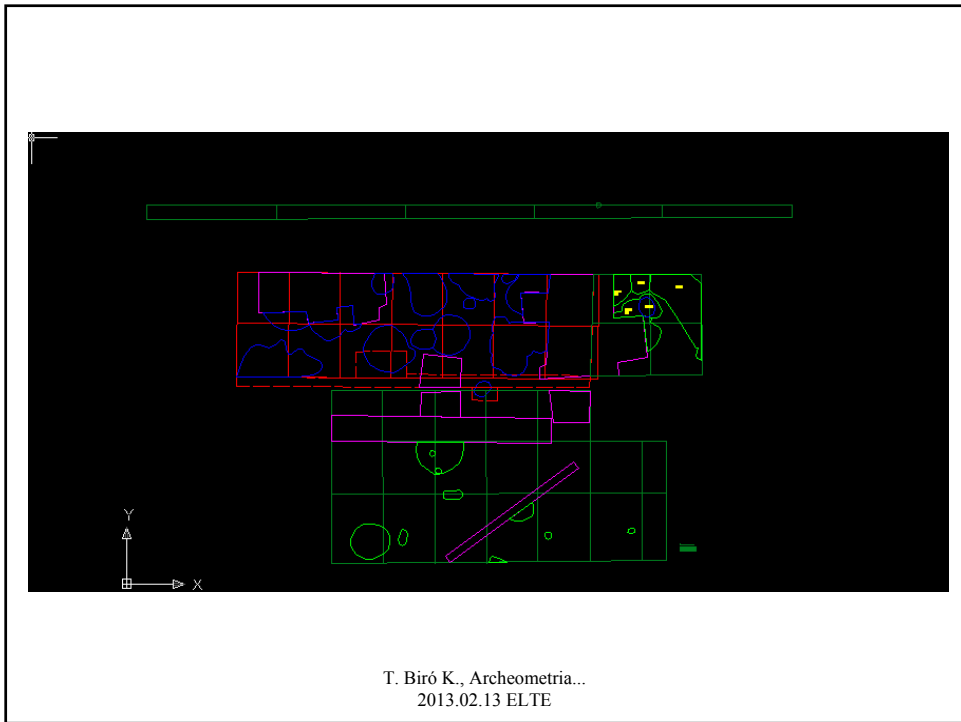 Y
X
T. Biró K., Archeometria...
2013.02.13 ELTE